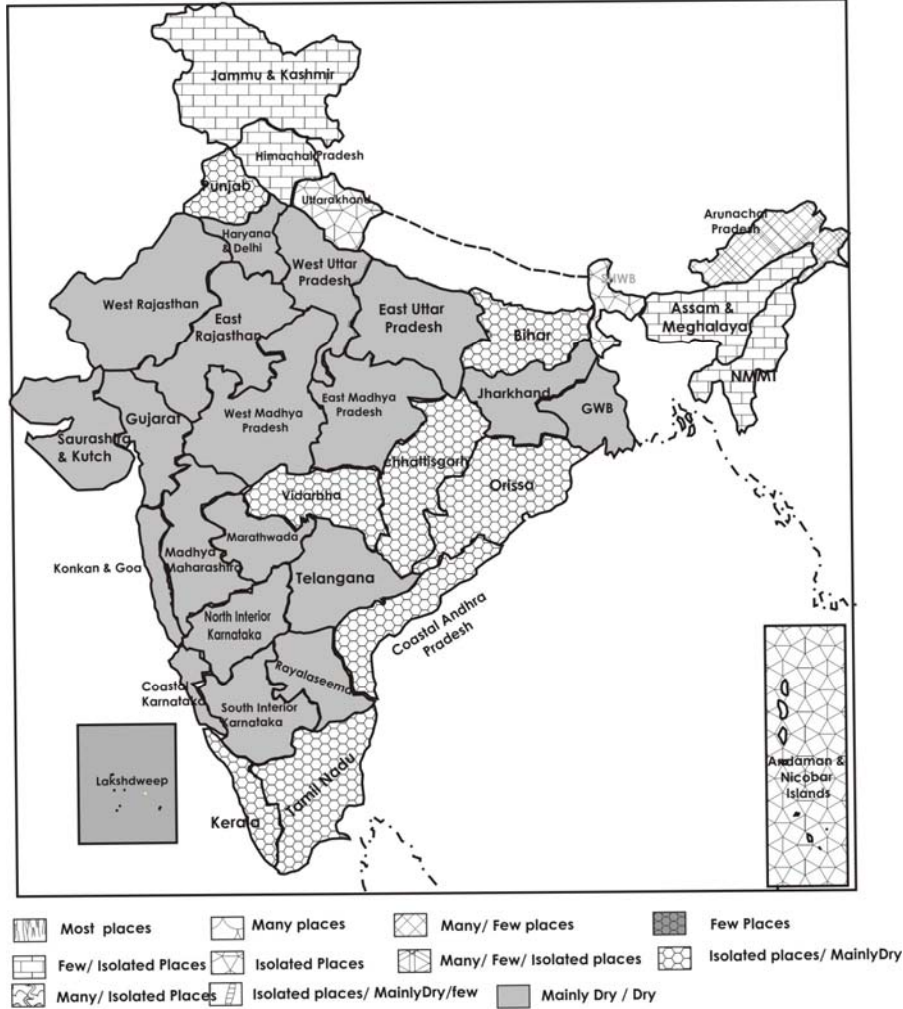 Jammu & Kashmir
Himachal Pradesh
Punjab
Uttarakhand
Arunachal
Pradesh
Haryana
& Delhi
West Uttar
Pradesh
SHWB
West Rajasthan
East
Rajasthan
East Uttar
Pradesh
Bihar
Assam &
Meghalaya
NMMT
Jharkhand
GWB
Gujarat
West Madhya
Pradesh
East Madhya
Pradesh
Saurashtra
& Kutch
Chhattisgarh
Vidarbha
Orissa
Marathwada
Konkan & Goa
Madhya
Maharashtra
Telangana
North Interior
Karnataka
Coastal Andhra
Pradesh
Rayalaseema
Coastal
Karnataka
South Interior
Karnataka
Lakshdweep
Kerala
Tamil Nadu
Andaman &
Nicobar
Islands
Most places
Many places
Many/ Few places
Few Places
Few/ Isolated Places
Isolated Places
Many/ Few/ Isolated places
Isolated places/ MainlyDry
Many/ Isolated Places
Isolated places/ MainlyDry/few
Mainly Dry / Dry